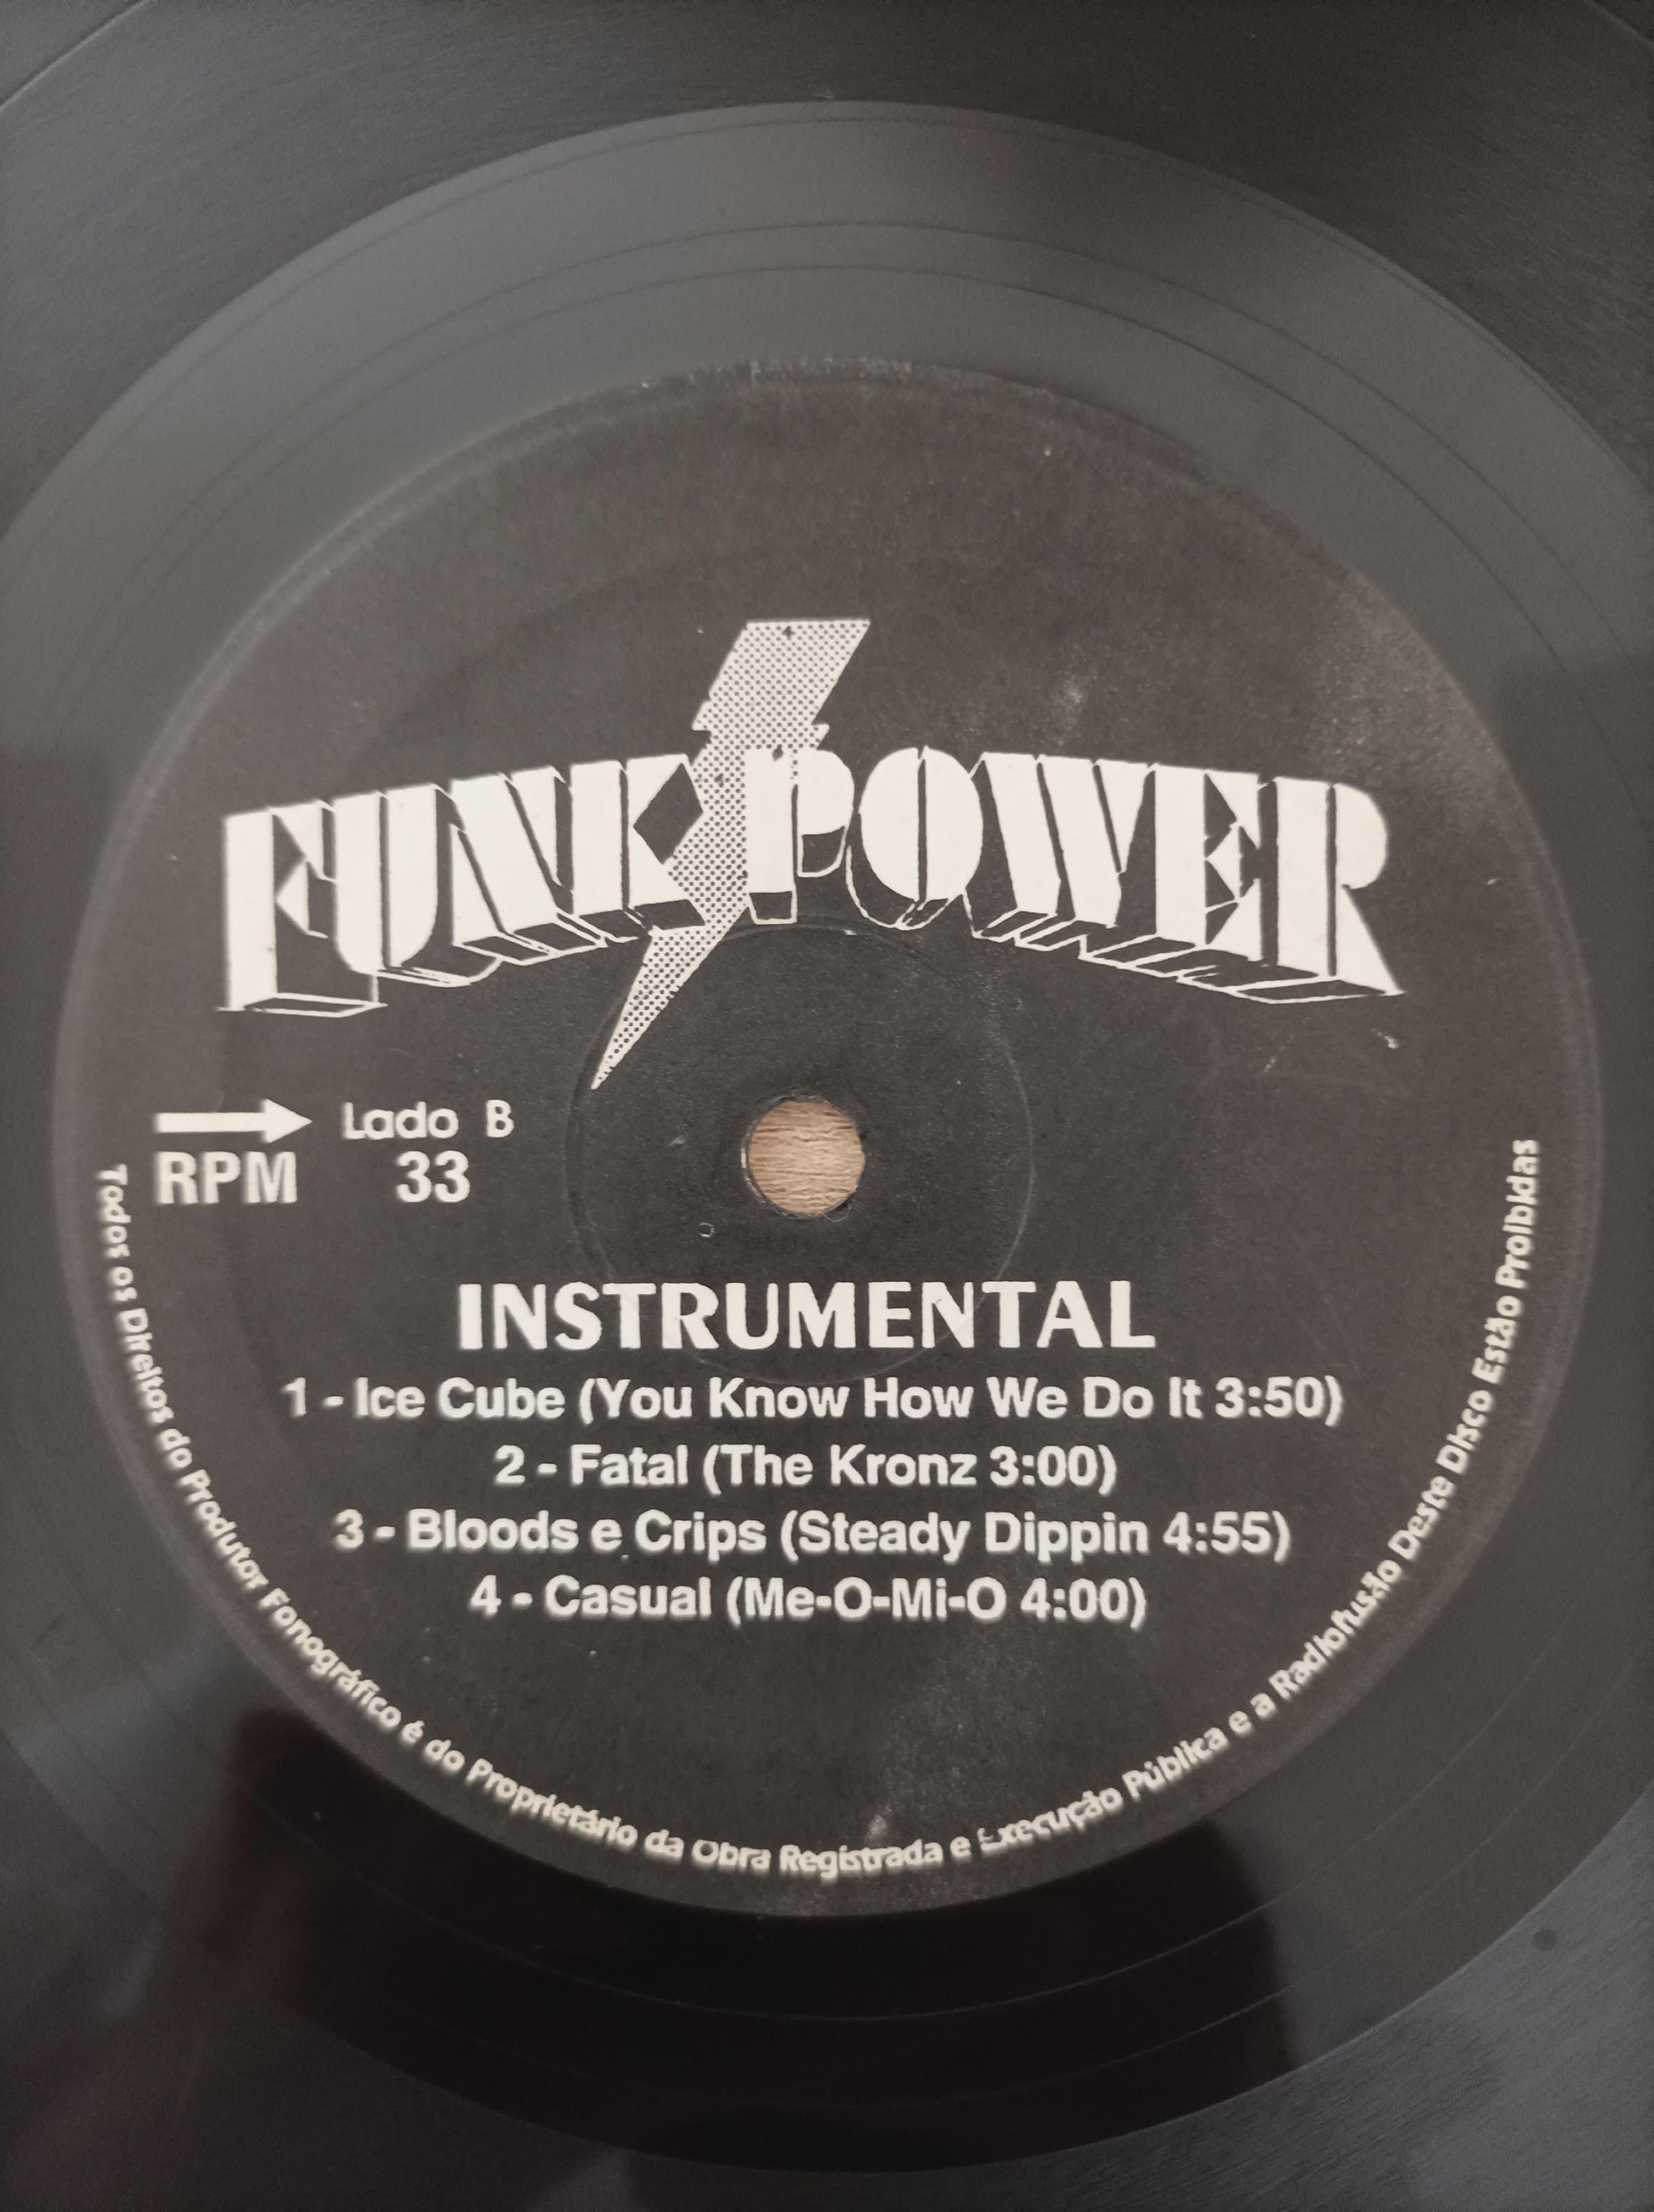 FUNK POWER
Lado B
RPM 33
INSTRUMENTAL
1 - Ice Cube (You Know How We Do It 3:50)
2 - Fatal (The Kronz 3:00)
3 - Bloods e Crips (Steady Dippin 4:55)
4 - Casual (Me-O-Mi-O 4:00)
Todos os Direitos do Produtor Fonográfico é do Proprietário da Obra Registrada e Execução Pública e a Radiofusão Deste Disco Estão Proibidas